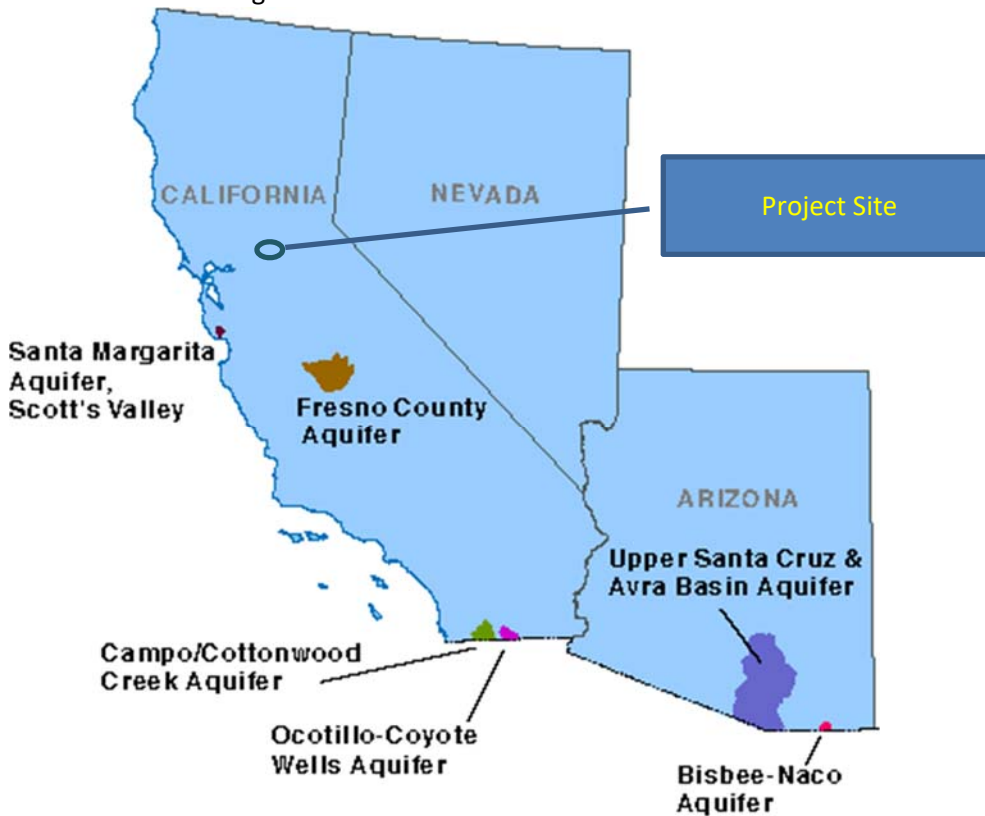 CALIFORNIA
NEVADA
Project Site
Santa Margarita
Aquifer,
Scott's Valley
Fresno County
Aquifer
ARIZONA
Upper Santa Cruz &
Avra Basin Aquifer
Campo/Cottonwood
Creek Aquifer
Ocotillo-Coyote
Wells Aquifer
Bisbee-Naco
Aquifer